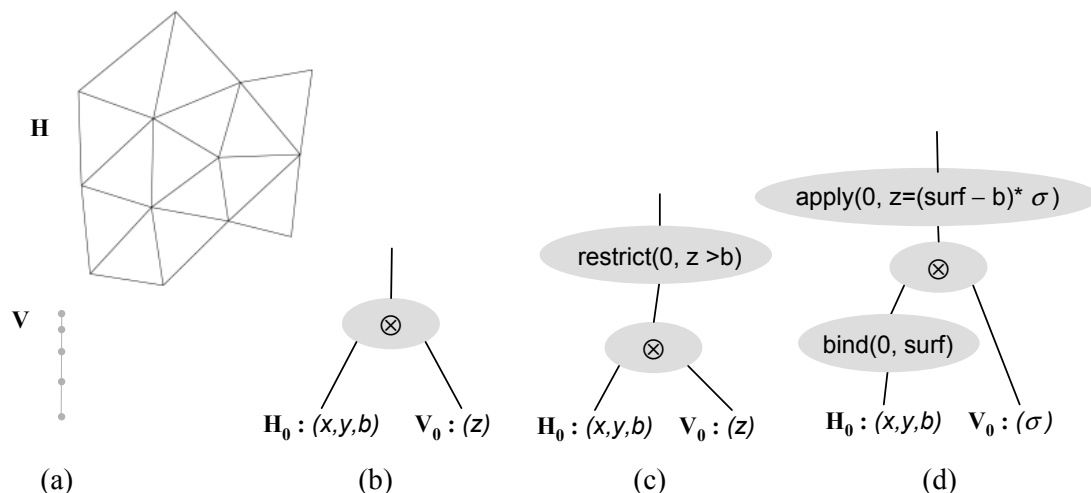 H
V
(a)
⊗
H₀ : (x,y,b) V₀ : (z)
(b)
restrict(0, z >b)
⊗
H₀ : (x,y,b) V₀ : (z)
(c)
apply(0, z=(surf – b)* σ)
⊗
bind(0, surf)
H₀ : (x,y,b) V₀ : (σ)
(d)